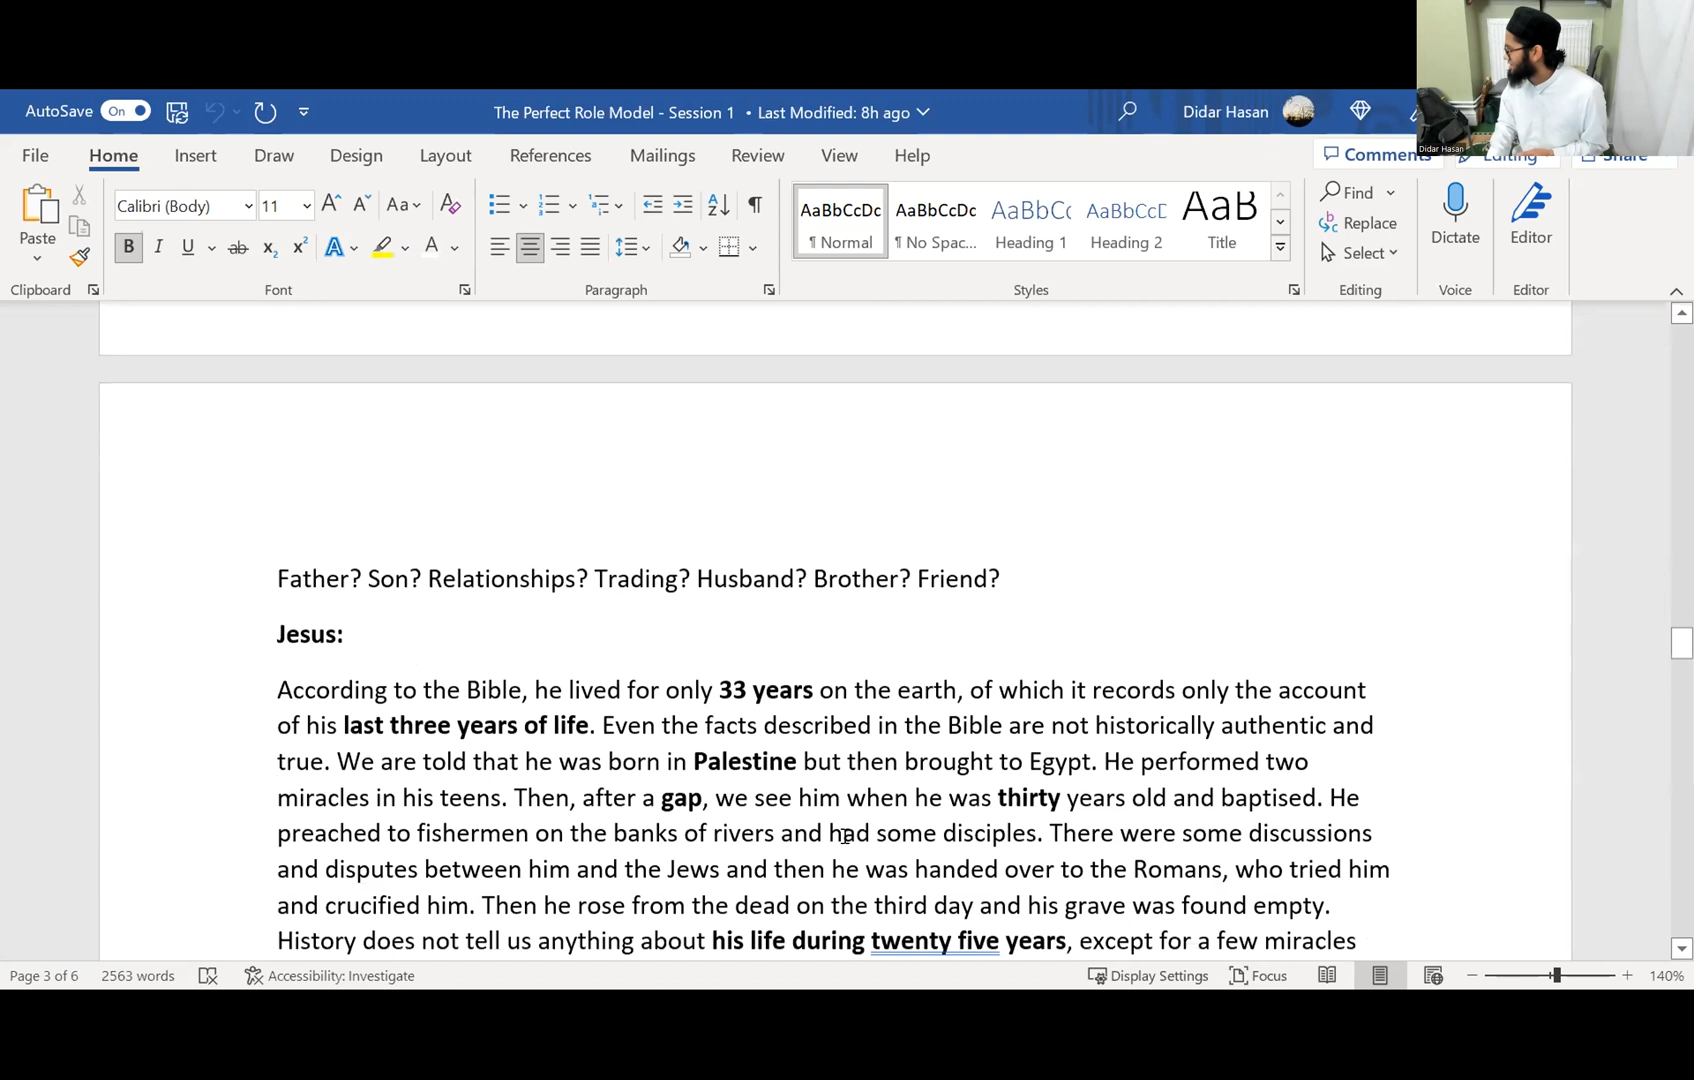 AutoSave On The Perfect Role Model - Session 1 • Last Modified: 8h ago Didar Hasan
Didar Hasan
File Home Insert Draw Design Layout References Mailings Review View Help Comments Editing Share
Calibri (Body) 11 Aa
Paste
B I U ab x₂ x² A A
AaBbCcDc AaBbCcDc AaBbC AaBbCcD AaB
¶ Normal ¶ No Spac... Heading 1 Heading 2 Title
Find
Replace
Select
Dictate
Editor
Clipboard Font Paragraph Styles Editing Voice Editor
Father? Son? Relationships? Trading? Husband? Brother? Friend?
Jesus:
According to the Bible, he lived for only 33 years on the earth, of which it records only the account
of his last three years of life. Even the facts described in the Bible are not historically authentic and
true. We are told that he was born in Palestine but then brought to Egypt. He performed two
miracles in his teens. Then, after a gap, we see him when he was thirty years old and baptised. He
preached to fishermen on the banks of rivers and had some disciples. There were some discussions
and disputes between him and the Jews and then he was handed over to the Romans, who tried him
and crucified him. Then he rose from the dead on the third day and his grave was found empty.
History does not tell us anything about his life during twenty five years, except for a few miracles
Page 3 of 6 2563 words Accessibility: Investigate Display Settings Focus 140%